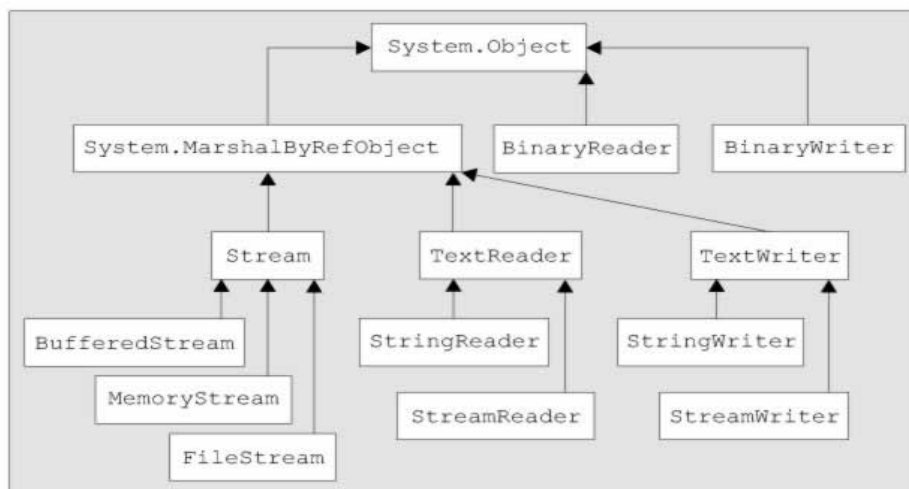 System.Object
System.MarshalByRefObject
BinaryReader
BinaryWriter
Stream
TextReader
TextWriter
BufferedStream
StringReader
StringWriter
MemoryStream
StreamReader
StreamWriter
FileStream